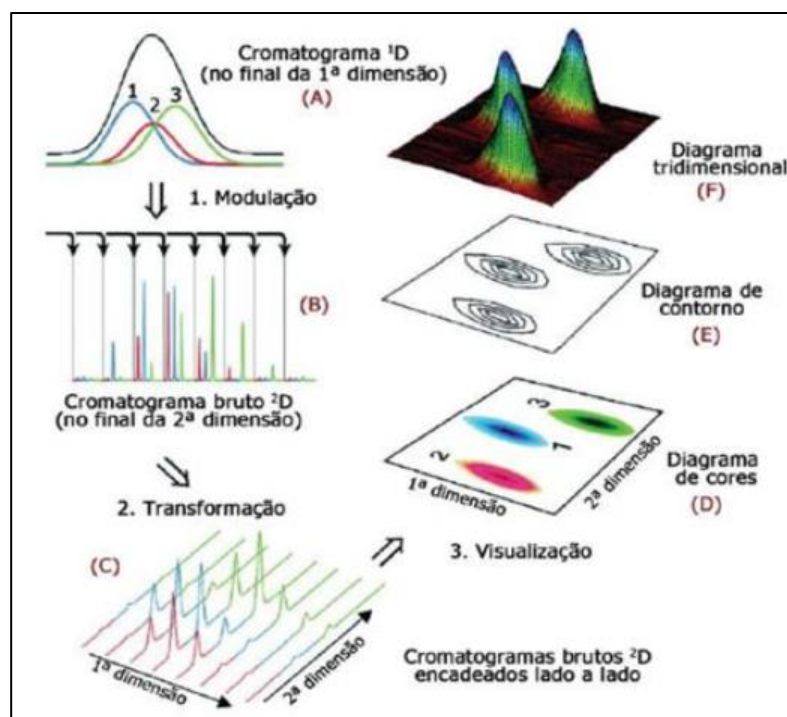 Cromatograma ¹D
(no final da 1ª dimensão)
(A)
1
2
3
1. Modulação
(B)
Cromatograma bruto ²D
(no final da 2ª dimensão)
2. Transformação
(C)
1ª dimensão
2ª dimensão
Cromatogramas brutos ²D
encadeados lado a lado
3. Visualização
1
2
3
1ª dimensão
2ª dimensão
Diagrama
de cores
(D)
Diagrama de
contorno
(E)
Diagrama
tridimensional
(F)